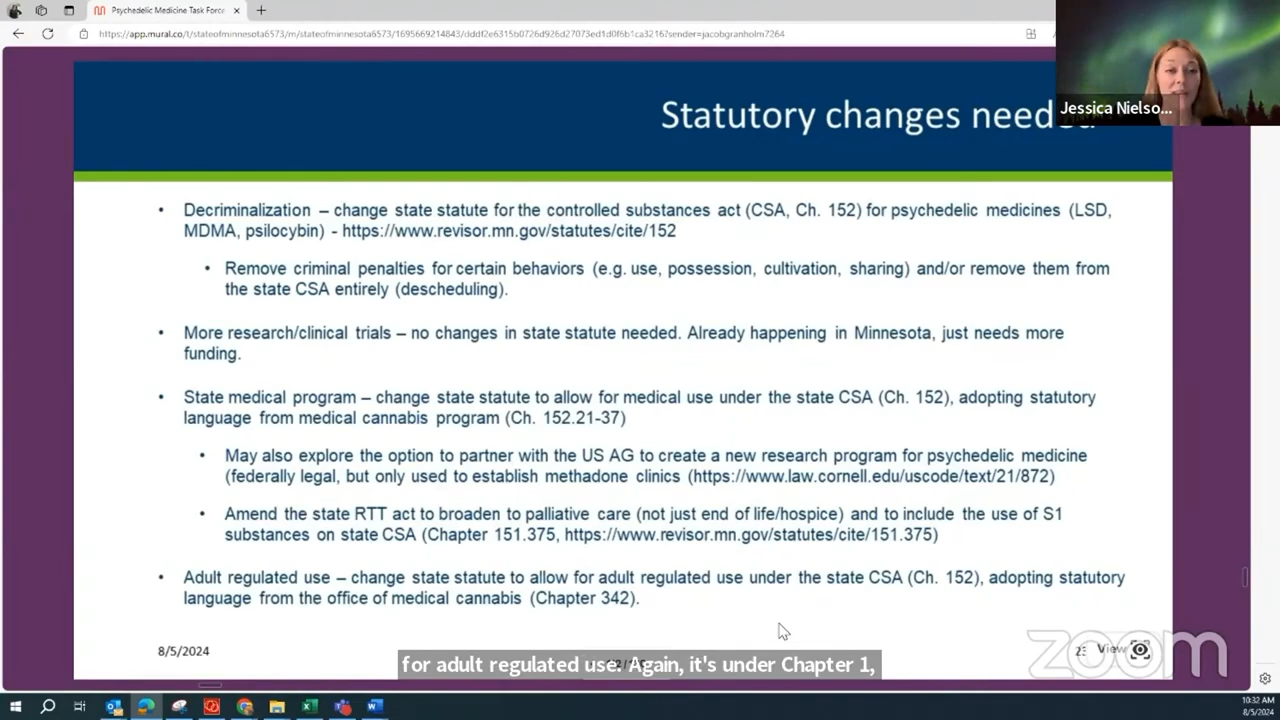 Psychedelic Medicine Task Force
https://app.mural.co/t/stateofminnesota6573/m/stateofminnesota6573/1695669214843/dddf2e6315b0726d926d27073ed1d0f6b1ca3216?sender=jacobgranholm7264
Jessica Nielso...
Statutory changes needed
• Decriminalization – change state statute for the controlled substances act (CSA, Ch. 152) for psychedelic medicines (LSD,
MDMA, psilocybin) - https://www.revisor.mn.gov/statutes/cite/152
• Remove criminal penalties for certain behaviors (e.g. use, possession, cultivation, sharing) and/or remove them from
the state CSA entirely (descheduling).
• More research/clinical trials – no changes in state statute needed. Already happening in Minnesota, just needs more
funding.
• State medical program – change state statute to allow for medical use under the state CSA (Ch. 152), adopting statutory
language from medical cannabis program (Ch. 152.21-37)
• May also explore the option to partner with the US AG to create a new research program for psychedelic medicine
(federally legal, but only used to establish methadone clinics (https://www.law.cornell.edu/uscode/text/21/872)
• Amend the state RTT act to broaden to palliative care (not just end of life/hospice) and to include the use of S1
substances on state CSA (Chapter 151.375, https://www.revisor.mn.gov/statutes/cite/151.375)
• Adult regulated use – change state statute to allow for adult regulated use under the state CSA (Ch. 152), adopting statutory
language from the office of medical cannabis (Chapter 342).
8/5/2024
View
zoom
for adult regulated use. Again, it's under Chapter 1,
10:32 AM
8/5/2024